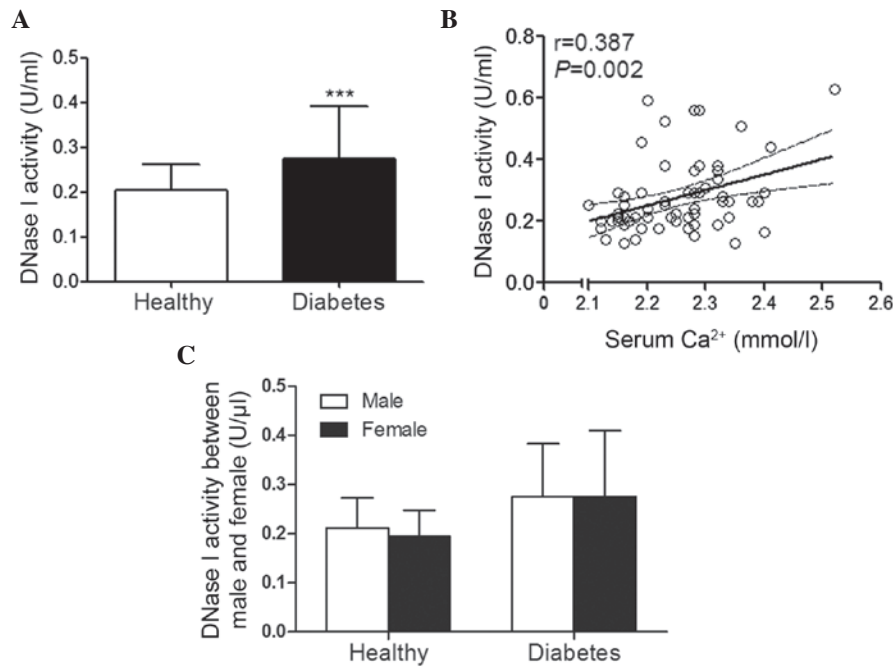 A
DNase I activity (U/ml)
0.5
0.4
0.3
0.2
0.1
0.0
***
Healthy
Diabetes
B
DNase I activity (U/ml)
0.8
0.6
0.4
0.2
0.0
r=0.387
P=0.002
0
2.1
2.2
2.3
2.4
2.5
2.6
Serum Ca²⁺ (mmol/l)
C
DNase I activity between
male and female (U/µl)
0.5
0.4
0.3
0.2
0.1
0.0
Male
Female
Healthy
Diabetes